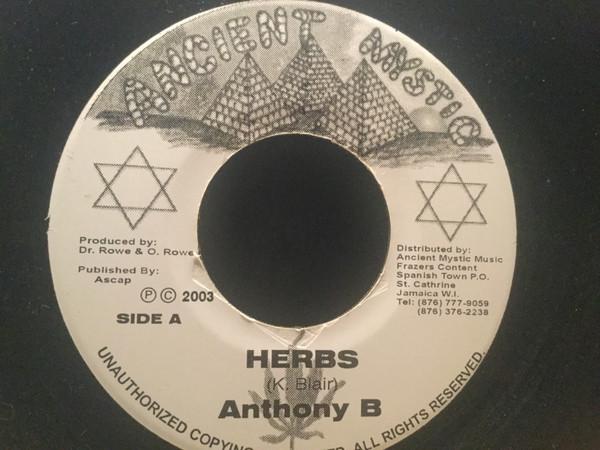 ANCIENT MYSTIC
Produced by:
Dr. Rowe & O. Rowe
Published By:
Ascap
Ⓟ © 2003
SIDE A
Distributed by:
Ancient Mystic Music
Frazers Content
Spanish Town P.O.
St. Cathrine
Jamaica W.I.
Tel: (876) 777-9059
(876) 376-2238
HERBS
(K. Blair)
Anthony B
UNAUTHORIZED ALL RIGHTS RESERVED.